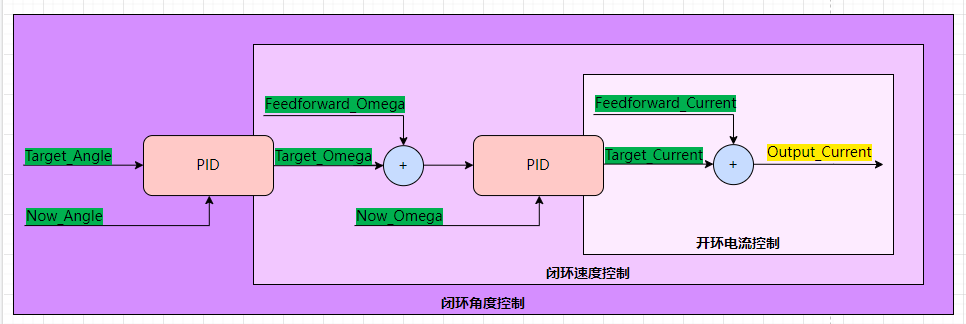 Feedforward_Omega
Feedforward_Current
Target_Angle
PID
Target_Omega
+
PID
Target_Current
+
Output_Current
Now_Angle
Now_Omega
开环电流控制
闭环速度控制
闭环角度控制